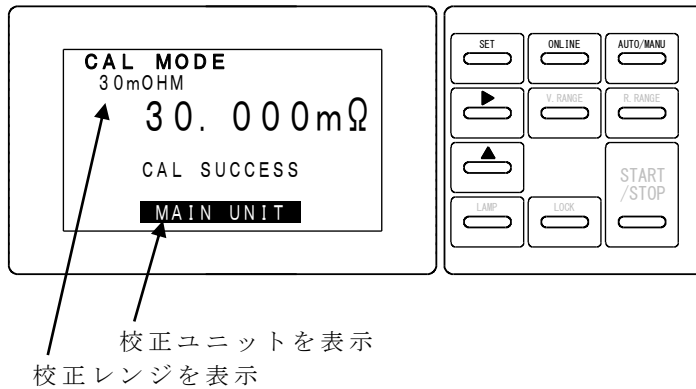 CAL MODE
30mOHM
30. 000mΩ
CAL SUCCESS
MAIN UNIT
SET
ONLINE
AUTO/MANU
V. RANGE
R. RANGE
START
/STOP
LAMP
LOCK
校正ユニットを表示
校正レンジを表示